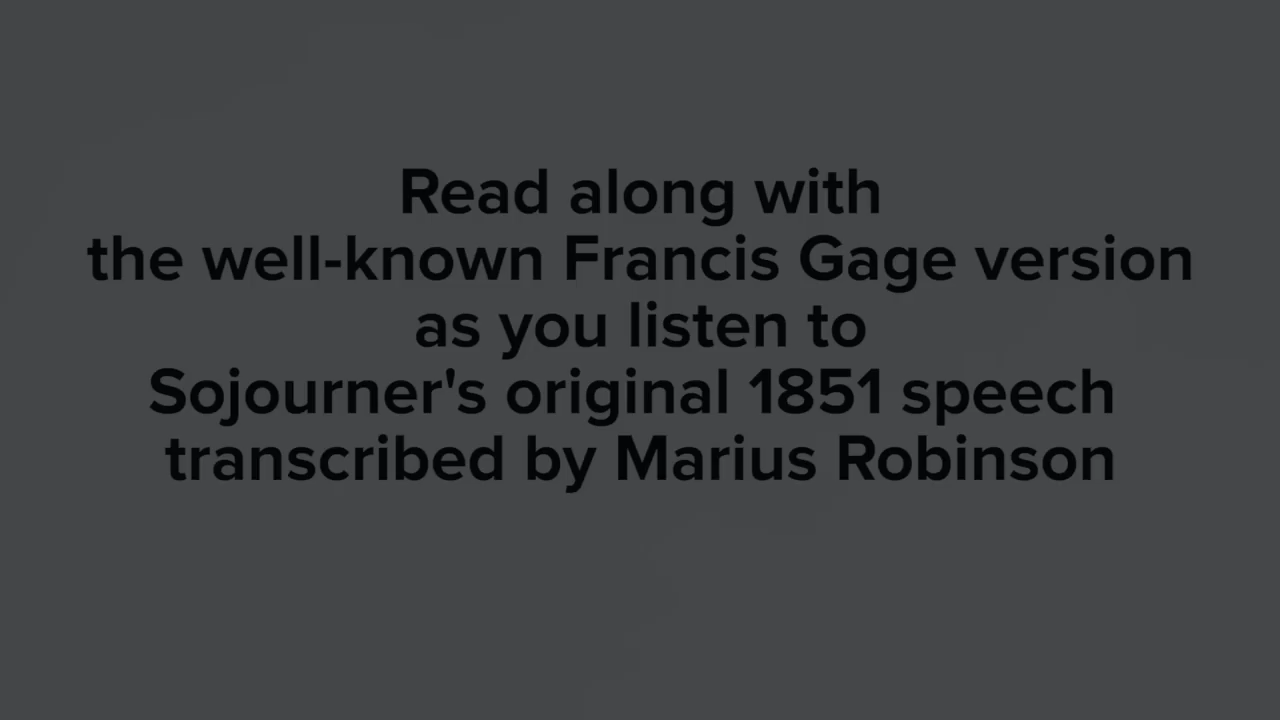 Read along with
the well-known Francis Gage version
as you listen to
Sojourner's original 1851 speech
transcribed by Marius Robinson